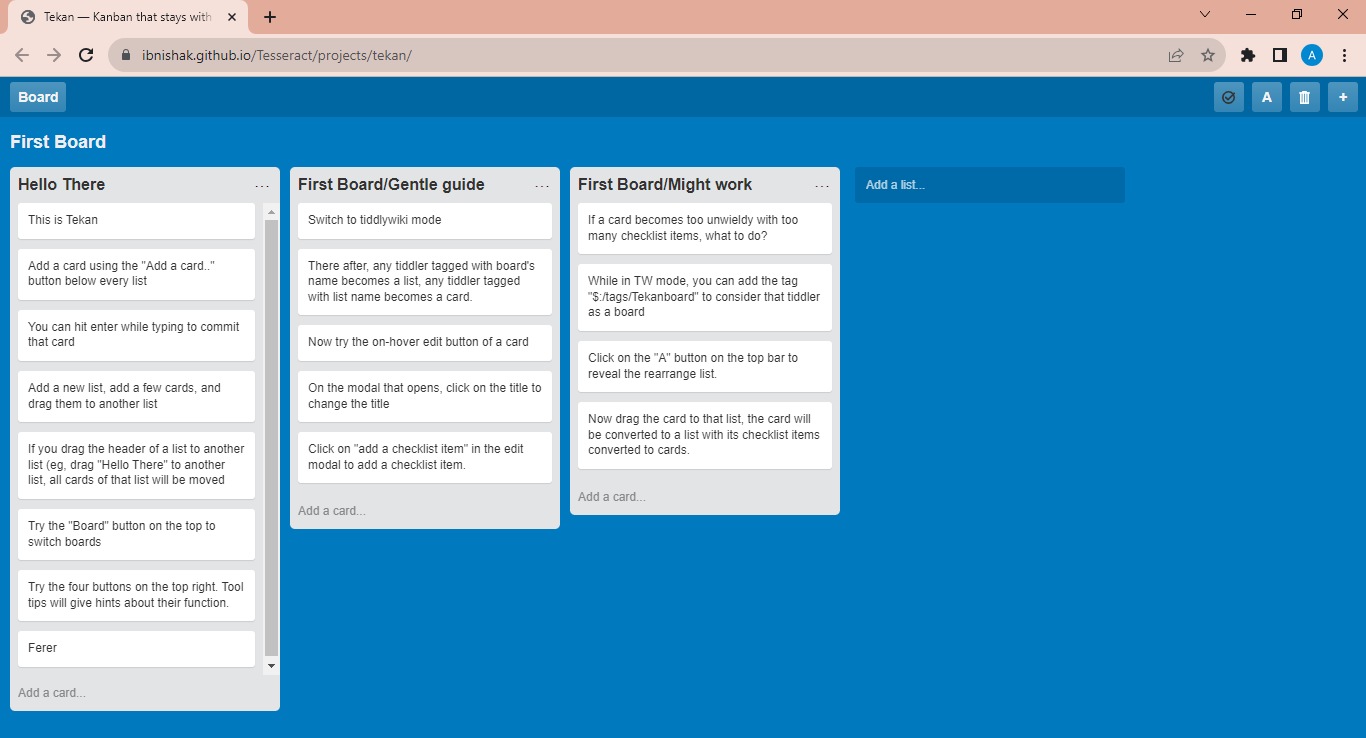 Tekan — Kanban that stays with
ibnishak.github.io/Tesseract/projects/tekan/
A
Board
A
+
First Board
Hello There
...
This is Tekan
Add a card using the "Add a card.."
button below every list
You can hit enter while typing to commit
that card
Add a new list, add a few cards, and
drag them to another list
If you drag the header of a list to another
list (eg, drag "Hello There" to another
list, all cards of that list will be moved
Try the "Board" button on the top to
switch boards
Try the four buttons on the top right. Tool
tips will give hints about their function.
Ferer
Add a card...
First Board/Gentle guide
...
Switch to tiddlywiki mode
There after, any tiddler tagged with board's
name becomes a list, any tiddler tagged
with list name becomes a card.
Now try the on-hover edit button of a card
On the modal that opens, click on the title to
change the title
Click on "add a checklist item" in the edit
modal to add a checklist item.
Add a card...
First Board/Might work
...
If a card becomes too unwieldy with too
many checklist items, what to do?
While in TW mode, you can add the tag
"$:/tags/Tekanboard" to consider that tiddler
as a board
Click on the "A" button on the top bar to
reveal the rearrange list.
Now drag the card to that list, the card will
be converted to a list with its checklist items
converted to cards.
Add a card...
Add a list...